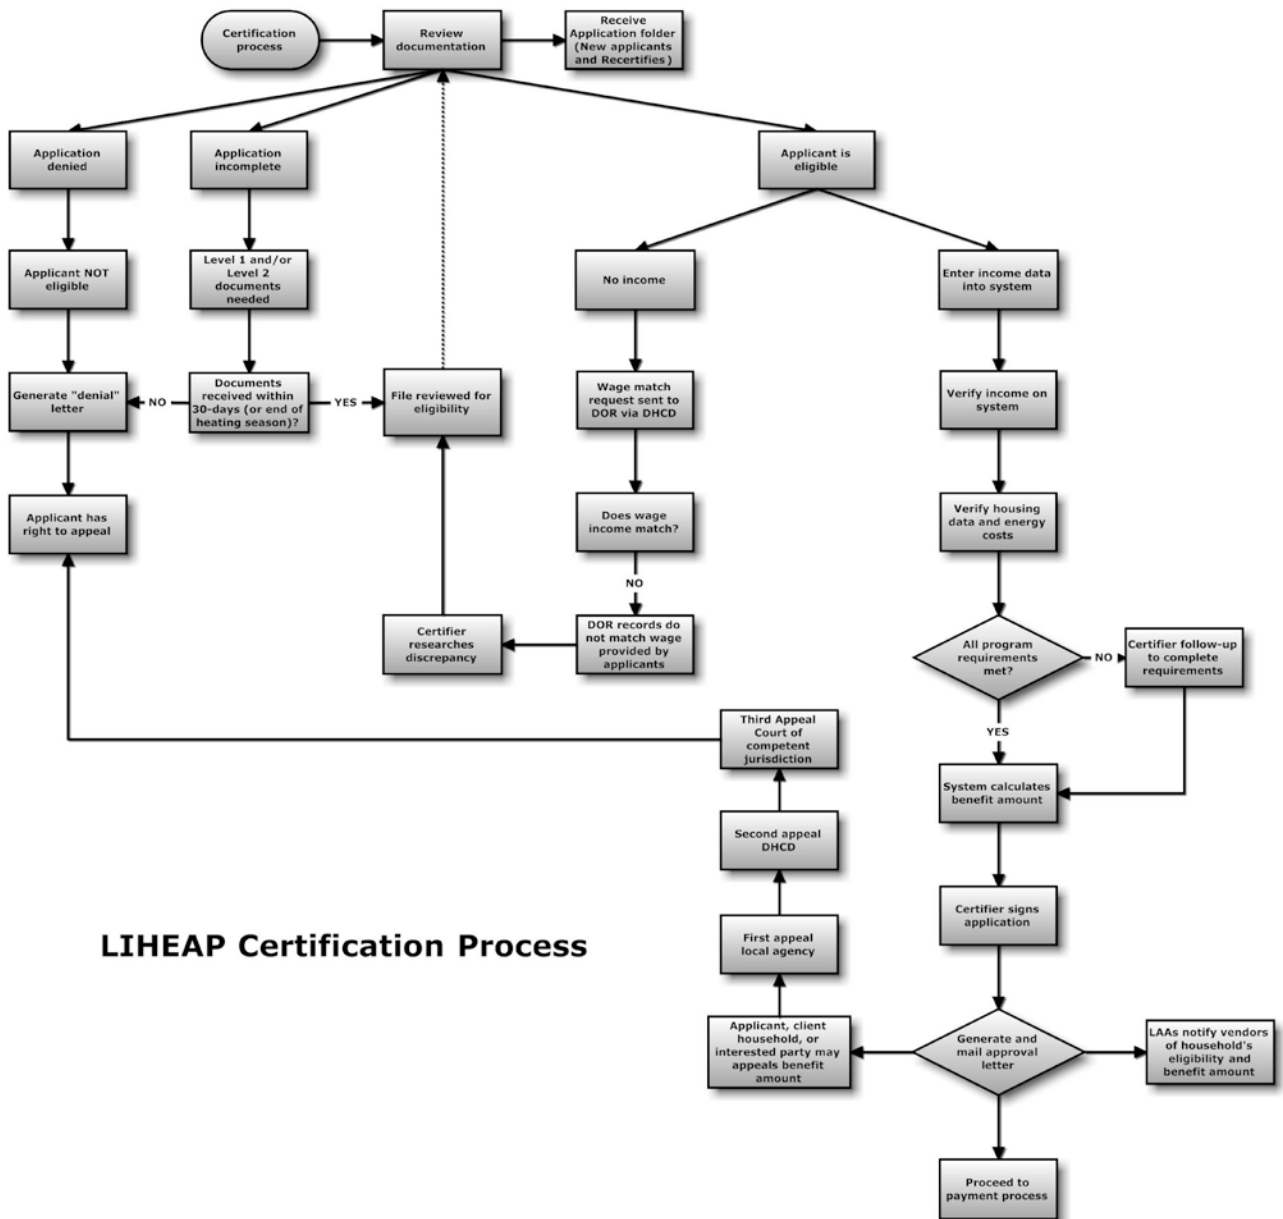 Certification
process
Review
documentation
Receive
Application folder
(New applicants
and Recertifies)
Application
denied
Application
incomplete
Applicant is
eligible
Applicant NOT
eligible
Level 1 and/or
Level 2
documents
needed
No income
Enter income data
into system
Generate "denial"
letter
NO
Documents
received within
30-days (or end of
heating season)?
YES
File reviewed for
eligibility
Wage match
request sent to
DOR via DHCD
Verify income on
system
Applicant has
right to appeal
Does wage
income match?
Verify housing
data and energy
costs
NO
Certifier
researches
discrepancy
DOR records do
not match wage
provided by
applicants
All program
requirements
met?
NO
Certifier follow-up
to complete
requirements
YES
Third Appeal
Court of
competent
jurisdiction
System calculates
benefit amount
Second appeal
DHCD
Certifier signs
application
First appeal
local agency
LIHEAP Certification Process
Applicant, client
household, or
interested party may
appeals benefit
amount
Generate and
mail approval
letter
LAAs notify vendors
of household's
eligibility and
benefit amount
Proceed to
payment process